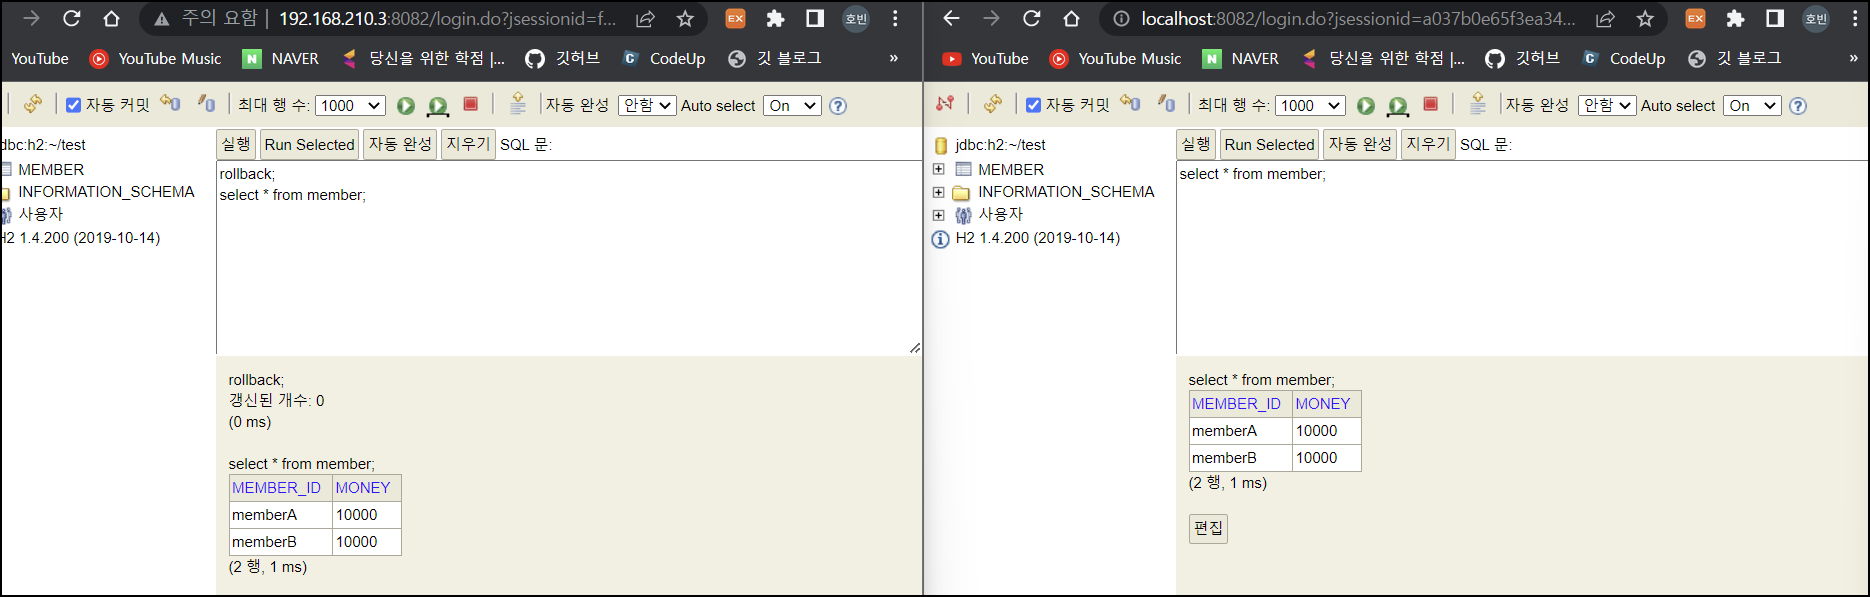 주의 요함 | 192.168.210.3:8082/login.do?jsessionid=f...
EX
호빈
YouTube
YouTube Music
N NAVER
당신을 위한 학점 |...
깃허브
C CodeUp
깃 블로그
»
자동 커밋
최대 행 수: 1000
자동 완성 안함 Auto select On ?
dbc:h2:~/test
MEMBER
INFORMATION_SCHEMA
사용자
H2 1.4.200 (2019-10-14)
실행 Run Selected 자동 완성 지우기 SQL 문:
rollback;
select * from member;
rollback;
갱신된 개수: 0
(0 ms)
select * from member;
MEMBER_ID MONEY
memberA 10000
memberB 10000
(2 행, 1 ms)
localhost:8082/login.do?jsessionid=a037b0e65f3ea34...
EX
호빈
YouTube
YouTube Music
N NAVER
당신을 위한 학점 |...
깃허브
C CodeUp
깃 블로그
»
자동 커밋
최대 행 수: 1000
자동 완성 안함 Auto select On ?
jdbc:h2:~/test
MEMBER
INFORMATION_SCHEMA
사용자
H2 1.4.200 (2019-10-14)
실행 Run Selected 자동 완성 지우기 SQL 문:
select * from member;
select * from member;
MEMBER_ID MONEY
memberA 10000
memberB 10000
(2 행, 1 ms)
편집